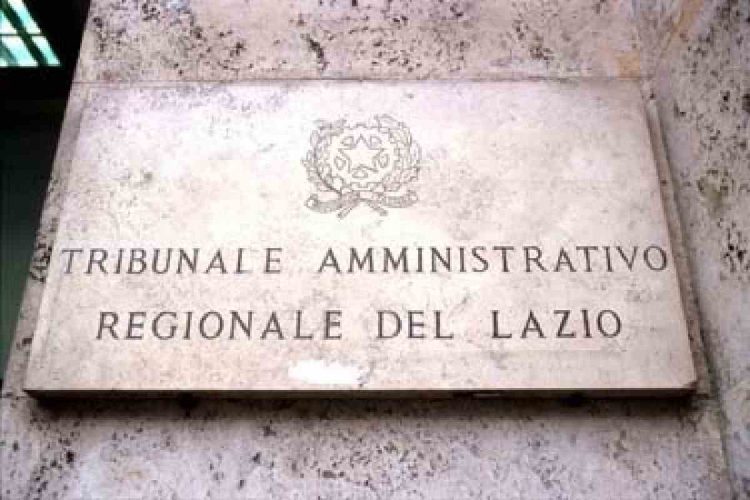 TRIBUNALE AMMINISTRATIVO
REGIONALE DEL LAZIO